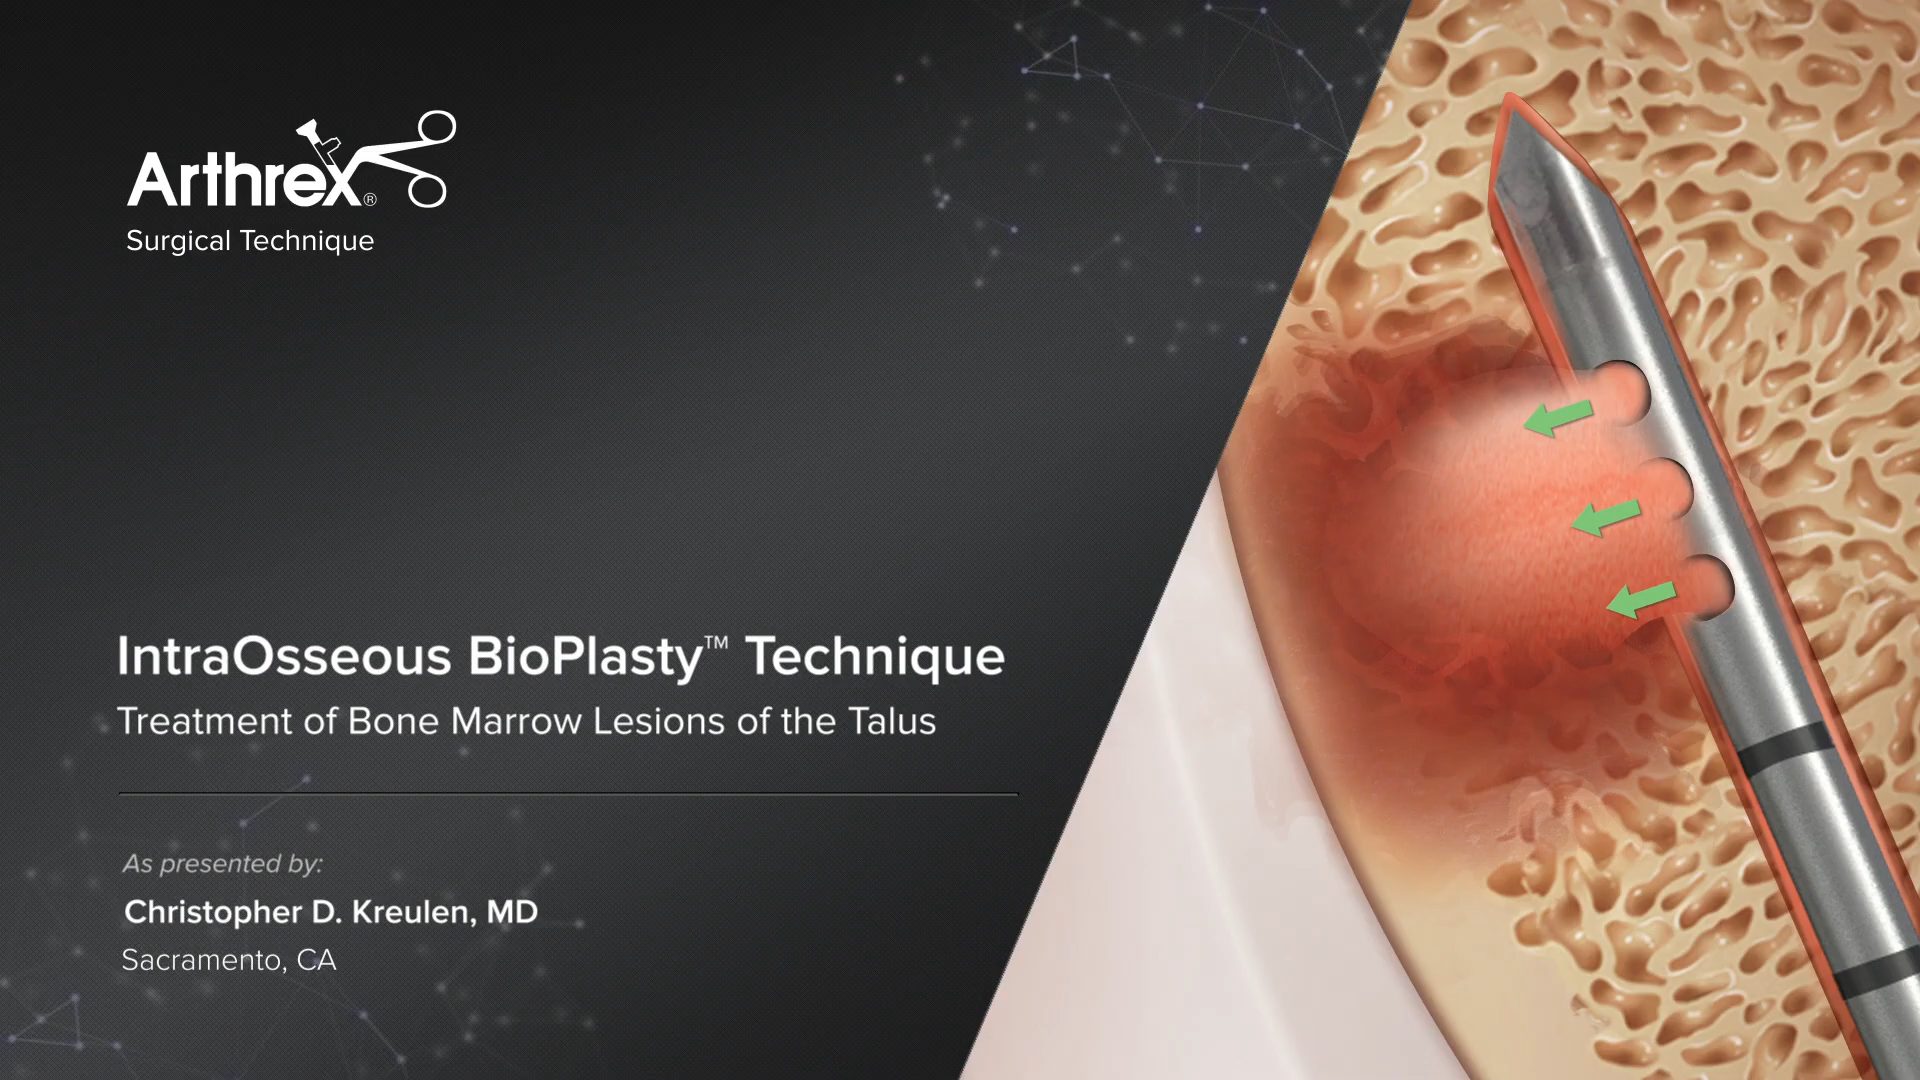 Arthrex®
Surgical Technique
IntraOsseous BioPlasty™ Technique
Treatment of Bone Marrow Lesions of the Talus
As presented by:
Christopher D. Kreulen, MD
Sacramento, CA